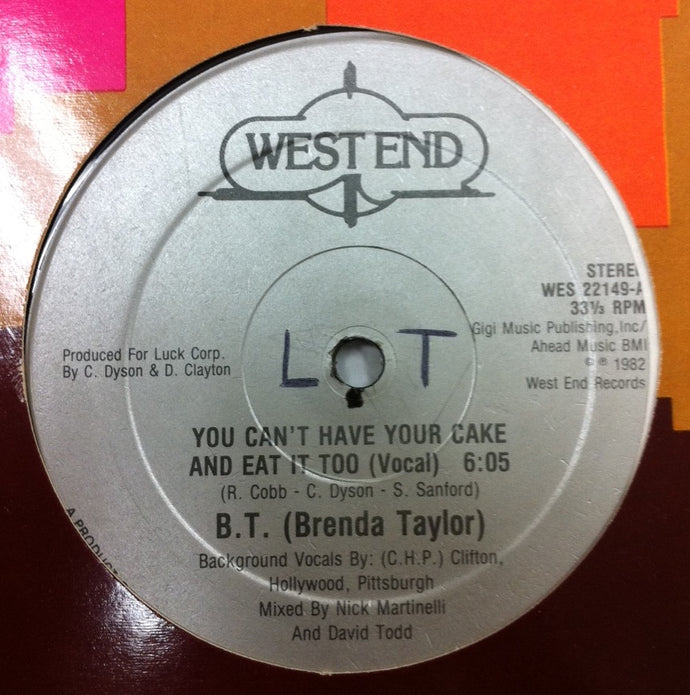 WEST END
STERE
WES 22149-A
33⅓ RPM
Gigi Music Publishing, Inc/
Ahead Music BMI
© ℗ 1982
West End Records
Produced For Luck Corp.
By C. Dyson & D. Clayton
L T
YOU CAN'T HAVE YOUR CAKE
AND EAT IT TOO (Vocal) 6:05
(R. Cobb - C. Dyson - S. Sanford)
B.T. (Brenda Taylor)
Background Vocals By: (C.H.P.) Clifton,
Hollywood, Pittsburgh
Mixed By Nick Martinelli
And David Todd
A PRODUCT